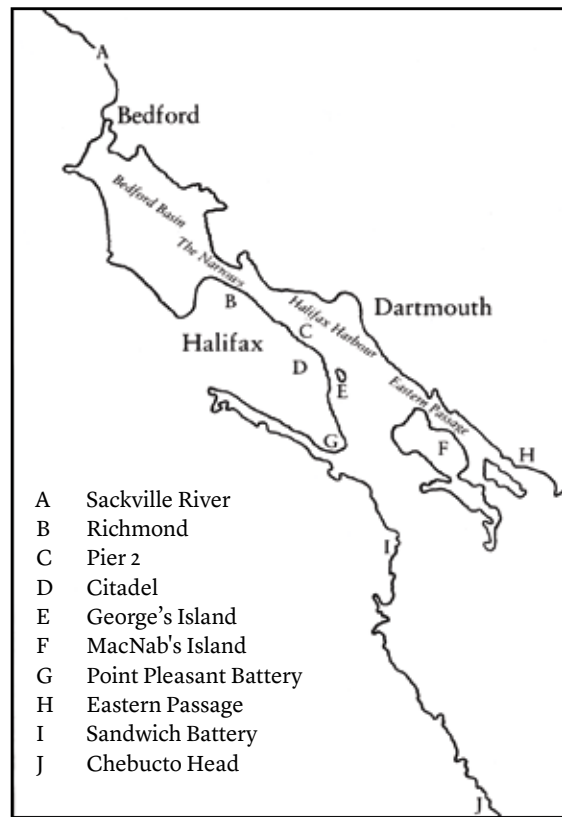 A
Bedford
Bedford Basin
The Narrows
B
Halifax Harbour
Dartmouth
C
Halifax
D
E
Eastern Passage
G
F
H
A Sackville River
B Richmond
C Pier 2
D Citadel
I
E George's Island
F MacNab's Island
G Point Pleasant Battery
H Eastern Passage
I Sandwich Battery
J Chebucto Head
J